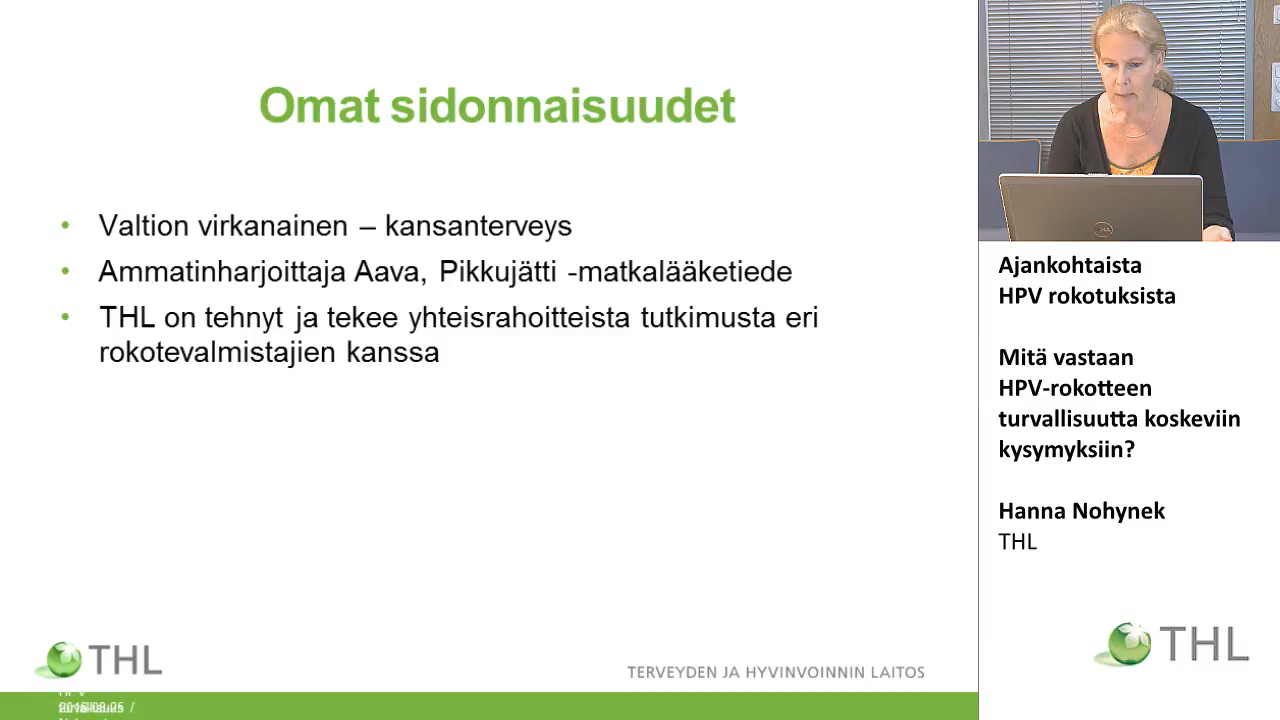 Omat sidonnaisuudet
• Valtion virkanainen – kansanterveys
• Ammatinharjoittaja Aava, Pikkujätti -matkalääketiede
• THL on tehnyt ja tekee yhteisrahoitteista tutkimusta eri
rokotevalmistajien kanssa
THL
TERVEYDEN JA HYVINVOINNIN LAITOS
Ajankohtaista
HPV rokotuksista
Mitä vastaan
HPV-rokotteen
turvallisuutta koskeviin
kysymyksiin?
Hanna Nohynek
THL
THL